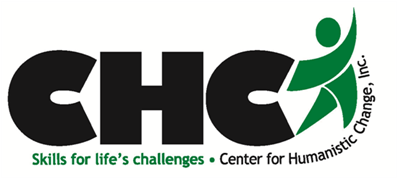 CHC
Skills for life's challenges • Center for Humanistic Change, Inc.